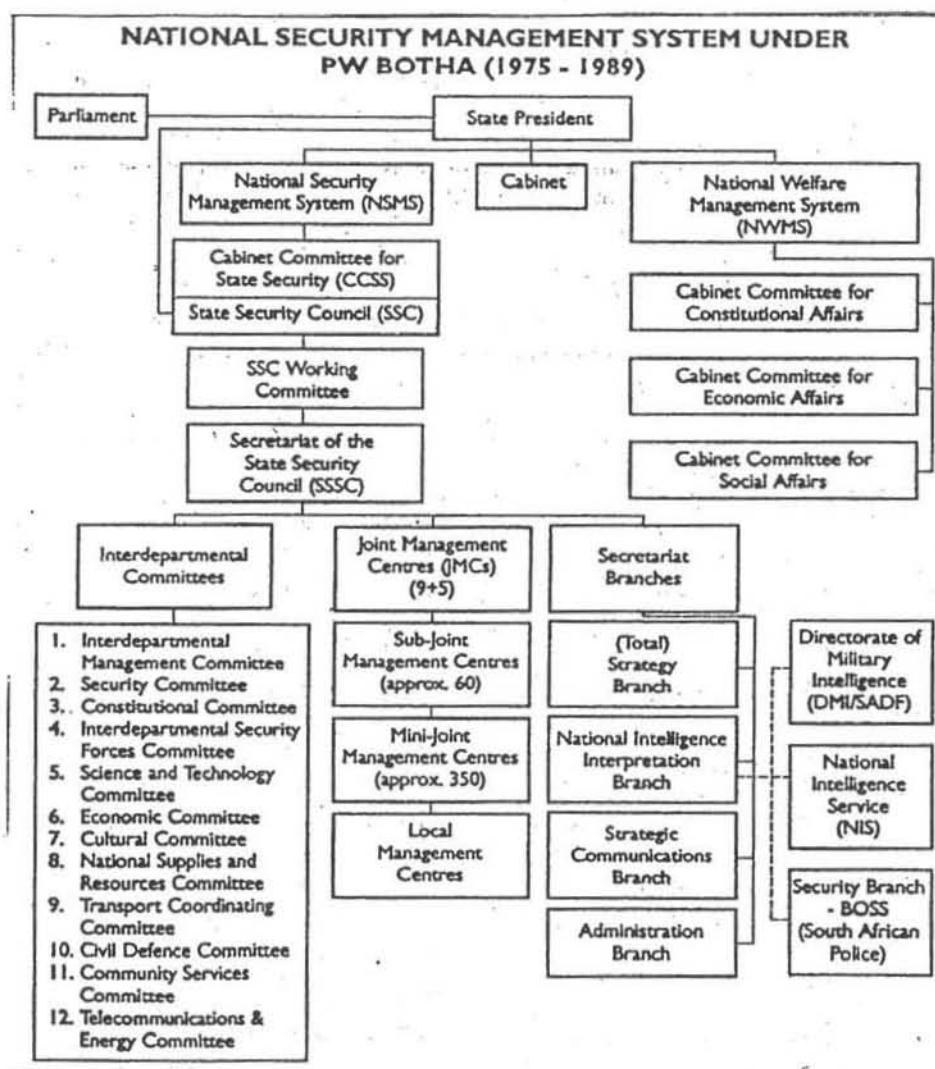 NATIONAL SECURITY MANAGEMENT SYSTEM UNDER
PW BOTHA (1975 - 1989)
Parliament
State President
National Security
Management System (NSMS)
Cabinet
National Welfare
Management System
(NWMS)
Cabinet Committee for
State Security (CCSS)
State Security Council (SSC)
Cabinet Committee for
Constitutional Affairs
SSC Working
Committee
Cabinet Committee for
Economic Affairs
Secretariat of the
State Security
Council (SSSC)
Cabinet Committee for
Social Affairs
Interdepartmental
Committees
Joint Management
Centres (JMCs)
(9+5)
Secretariat
Branches
1. Interdepartmental
Management Committee
2. Security Committee
3. Constitutional Committee
4. Interdepartmental Security
Forces Committee
5. Science and Technology
Committee
6. Economic Committee
7. Cultural Committee
8. National Supplies and
Resources Committee
9. Transport Coordinating
Committee
10. Civil Defence Committee
11. Community Services
Committee
12. Telecommunications &
Energy Committee
Sub-Joint
Management Centres
(approx. 60)
Mini-Joint
Management Centres
(approx. 350)
Local
Management
Centres
(Total)
Strategy
Branch
National Intelligence
Interpretation
Branch
Strategic
Communications
Branch
Administration
Branch
Directorate of
Military
Intelligence
(DMI/SADF)
National
Intelligence
Service
(NIS)
Security Branch
- BOSS
(South African
Police)